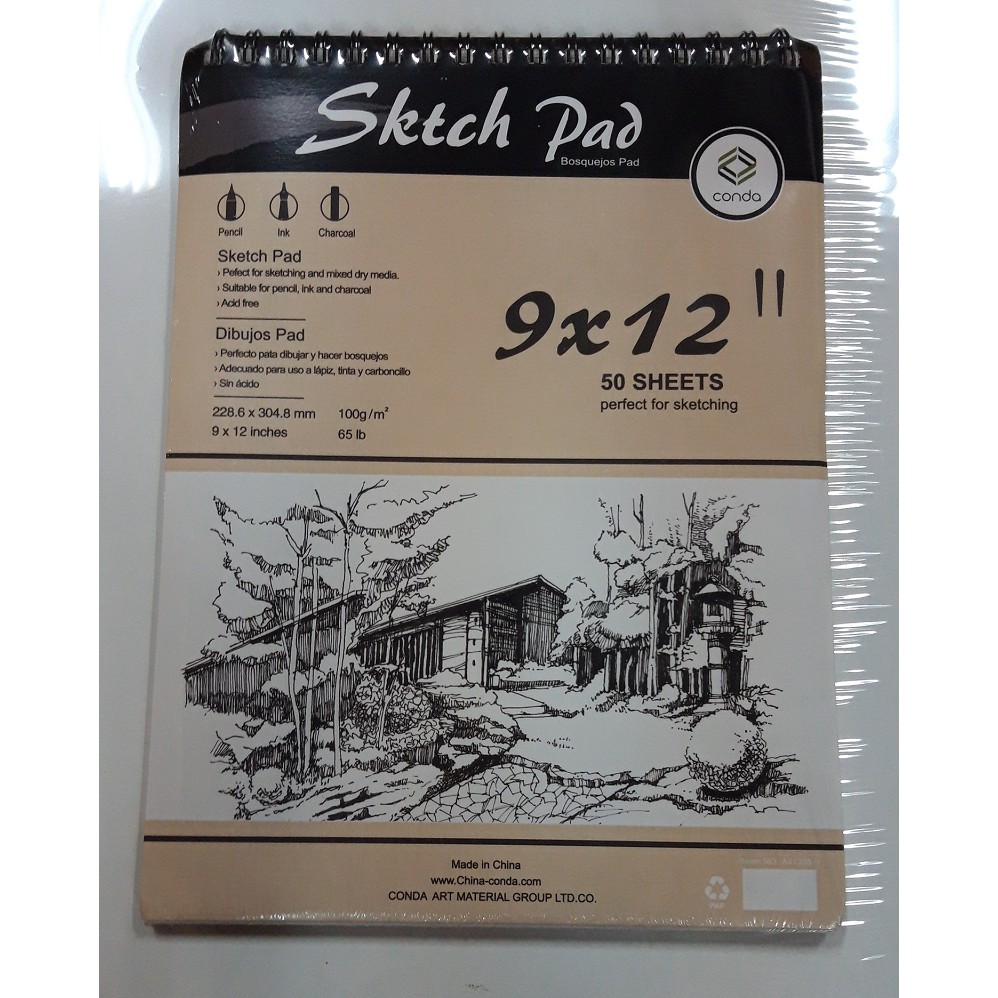 Sktch Pad
Bosquejos Pad
conda
Pencil Ink Charcoal
Sketch Pad
› Pefect for sketching and mixed dry media.
› Suitable for pencil, ink and charcoal
› Acid free
Dibujos Pad
› Perfecto pata dibujar y hacer bosquejos
› Adecuado para uso a lápiz, tinta y carboncillo
› Sin ácido
228.6 x 304.8 mm 100g/m²
9 x 12 inches 65 lb
9x12"
50 SHEETS
perfect for sketching
Made in China
www.China-conda.com
CONDA ART MATERIAL GROUP LTD.CO.
PAP